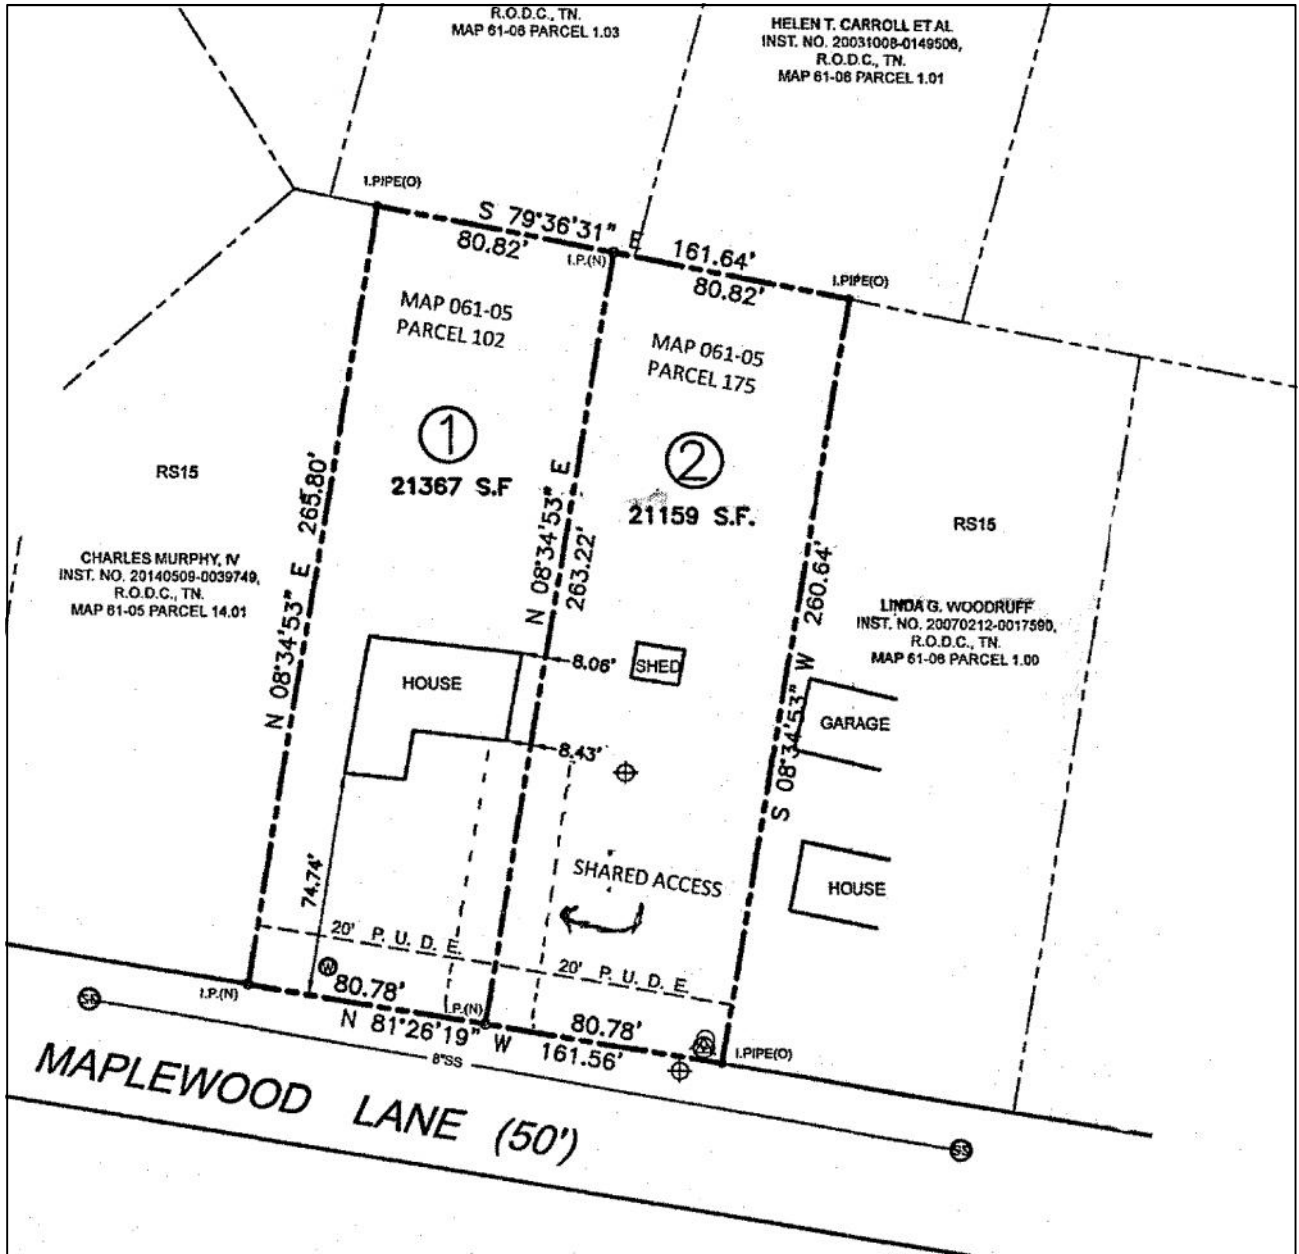 R.O.D.C., TN.
MAP 61-06 PARCEL 1.03
HELEN T. CARROLL ET AL
INST. NO. 20031008-0149506,
R.O.D.C., TN.
MAP 61-06 PARCEL 1.01
I.PIPE(O)
S 79°36'31" E 161.64'
80.82'
I.P.(N)
80.82'
I.PIPE(O)
MAP 061-05
PARCEL 102
MAP 061-05
PARCEL 175
1
21367 S.F
2
21159 S.F.
RS15
RS15
CHARLES MURPHY, IV
INST. NO. 20140509-0039749,
R.O.D.C., TN.
MAP 61-05 PARCEL 14.01
N 08°34'53" E 265.80'
N 08°34'53" E
263.22'
S 08°34'53" W 260.64'
LINDA G. WOODRUFF
INST. NO. 20070212-0017590,
R.O.D.C., TN.
MAP 61-06 PARCEL 1.00
8.06'
SHED
HOUSE
GARAGE
8.43'
74.74'
SHARED ACCESS
HOUSE
20' P. U. D. E.
20' P. U. D. E.
W
I.P.(N)
80.78'
I.P.(N)
80.78'
N 81°26'19" W 161.56'
I.PIPE(O)
SS
8"SS
SS
MAPLEWOOD LANE (50')